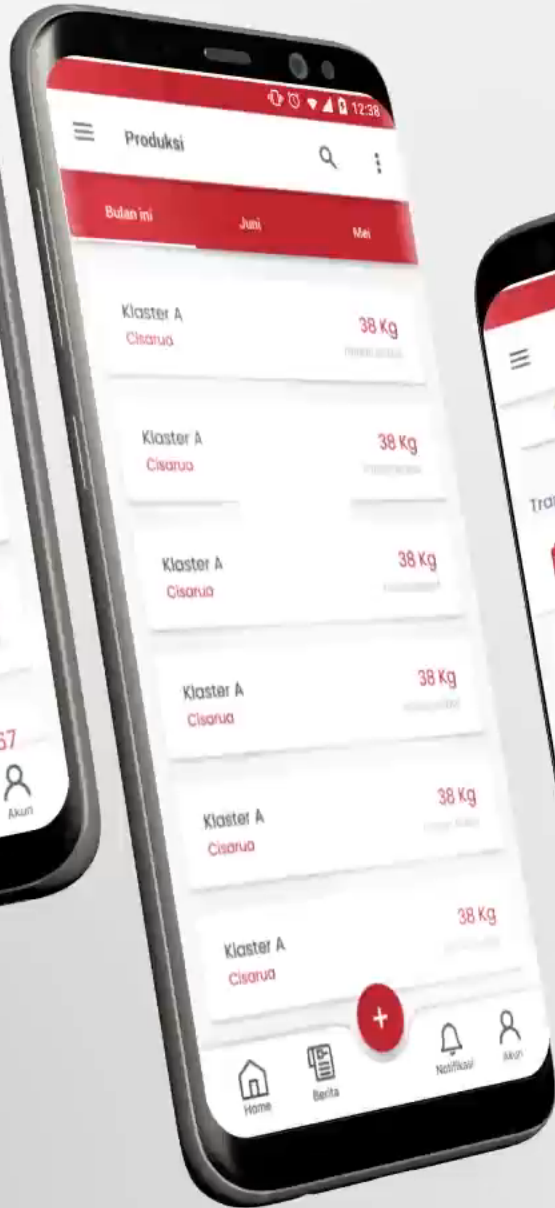 12:38
Produksi
Bulan ini Juni Mei
Klaster A
38 Kg
Cisarua
Klaster A
38 Kg
Cisarua
Klaster A
38 Kg
Cisarua
Klaster A
38 Kg
Cisarua
Klaster A
38 Kg
Cisarua
Klaster A
38 Kg
Cisarua
+
Home Berita Notifikasi Akun
67
Akun